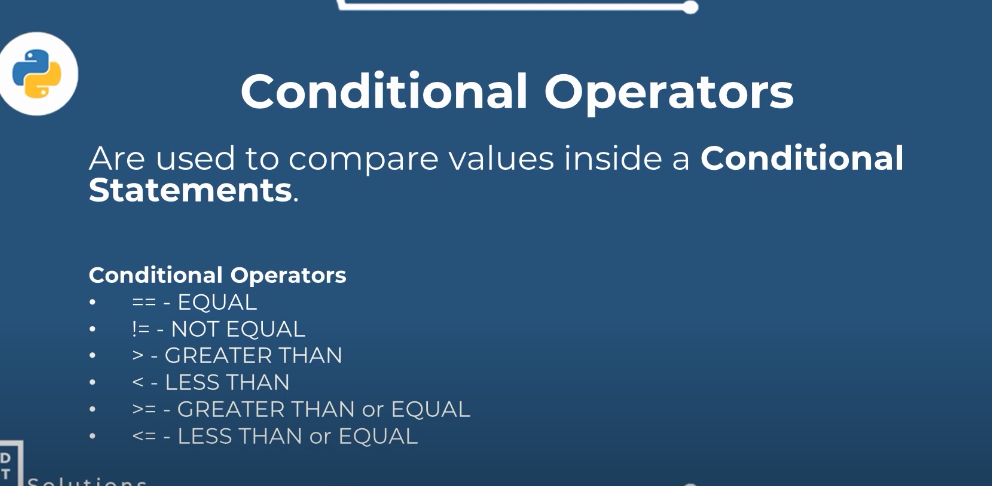 Conditional Operators
Are used to compare values inside a Conditional
Statements.
Conditional Operators
• == - EQUAL
• != - NOT EQUAL
• > - GREATER THAN
• < - LESS THAN
• >= - GREATER THAN or EQUAL
• <= - LESS THAN or EQUAL
D
T
Solutions